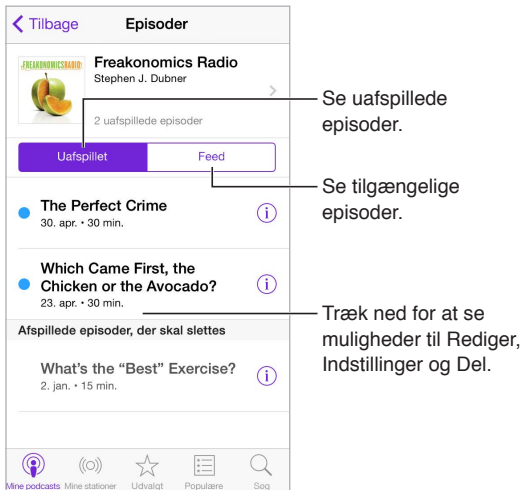 Tilbage
Episoder
FREAKONOMICSRADIO:
Freakonomics Radio
Stephen J. Dubner
2 uafspillede episoder
Se uafspillede
episoder.
Uafspillet
Feed
Se tilgængelige
episoder.
The Perfect Crime
30. apr. • 30 min.
Which Came First, the
Chicken or the Avocado?
23. apr. • 30 min.
Træk ned for at se
muligheder til Rediger,
Indstillinger og Del.
Afspillede episoder, der skal slettes
What's the “Best” Exercise?
2. jan. • 15 min.
Mine podcasts
Mine stationer
Udvalgt
Populære
Søg